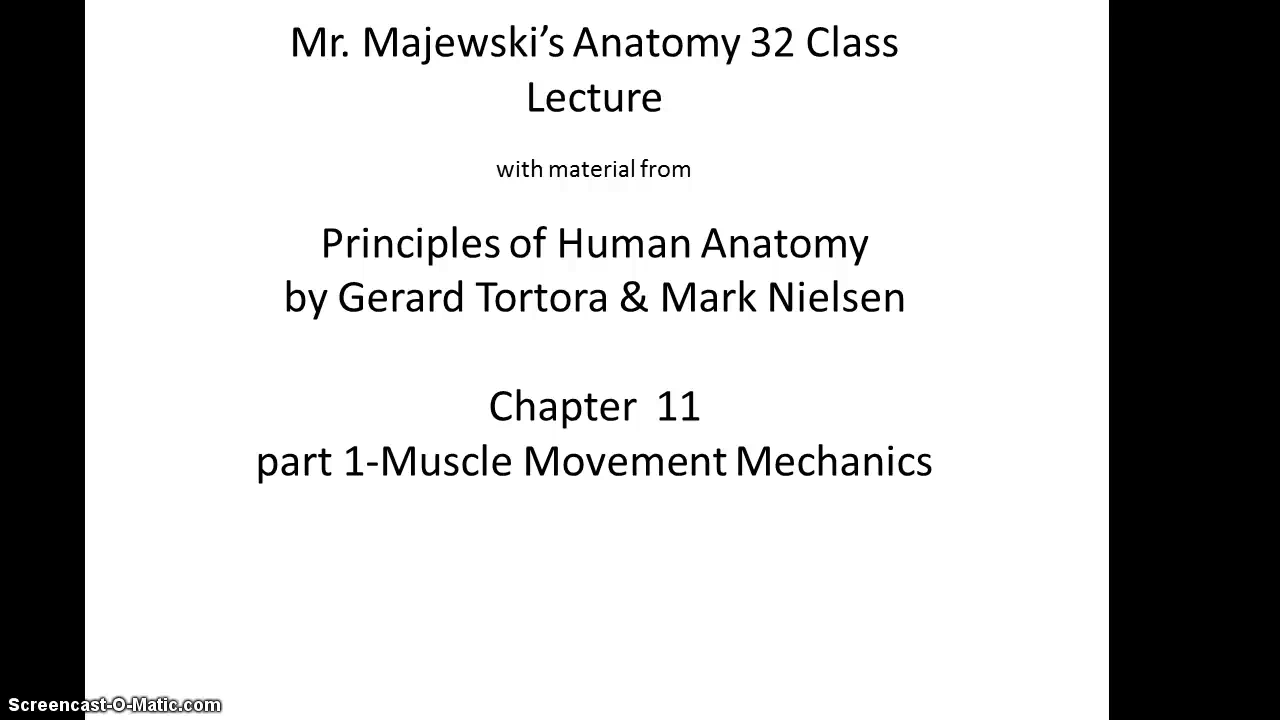 Mr. Majewski’s Anatomy 32 Class
Lecture
with material from
Principles of Human Anatomy
by Gerard Tortora & Mark Nielsen
Chapter 11
part 1-Muscle Movement Mechanics
Screencast-O-Matic.com